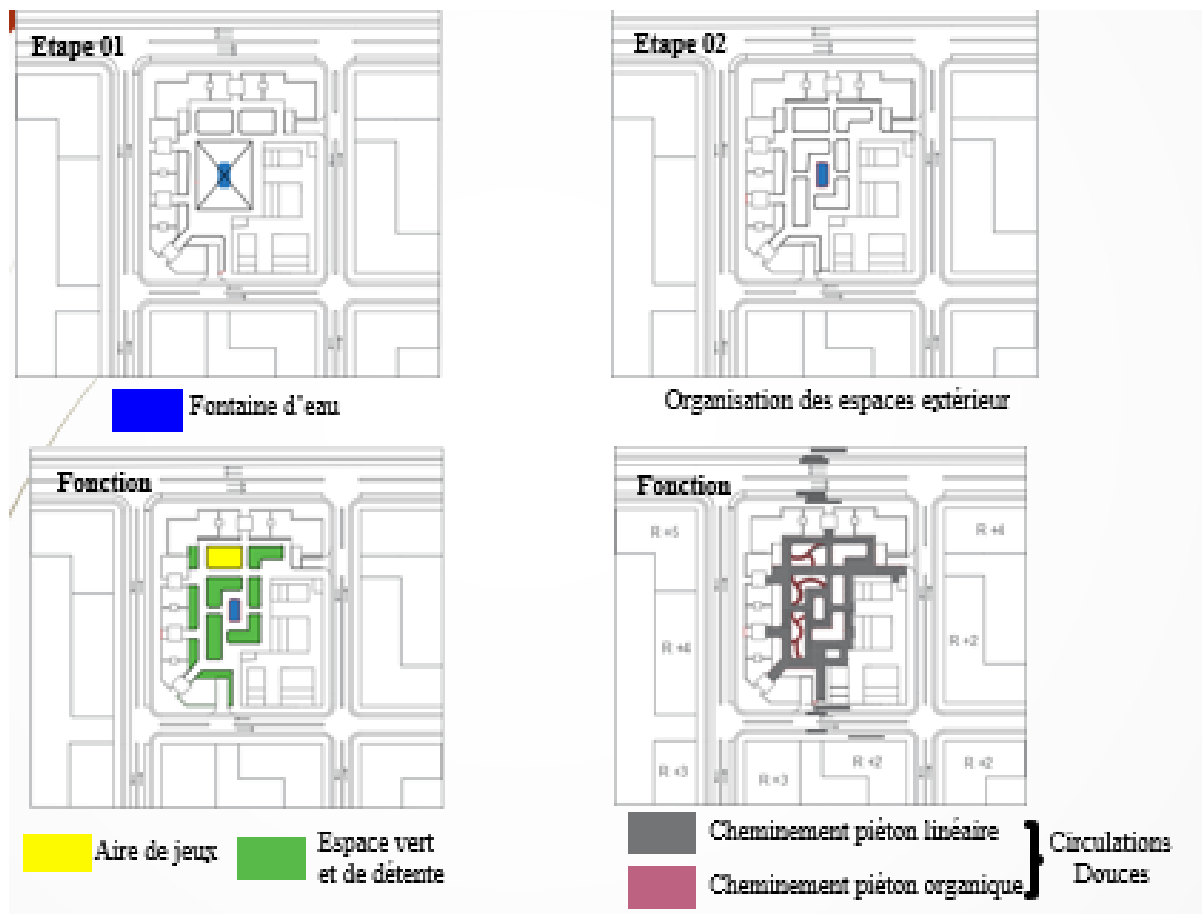 Etape 01
Etape 02
Fontaine d'eau
Organisation des espaces extérieur
Fonction
Fonction
R +5
R +4
R +4
R +2
R +3
R +3
R +2
R +2
Aire de jeux
Espace vert
et de détente
Cheminement piéton linéaire
Cheminement piéton organique
Circulations
Douces